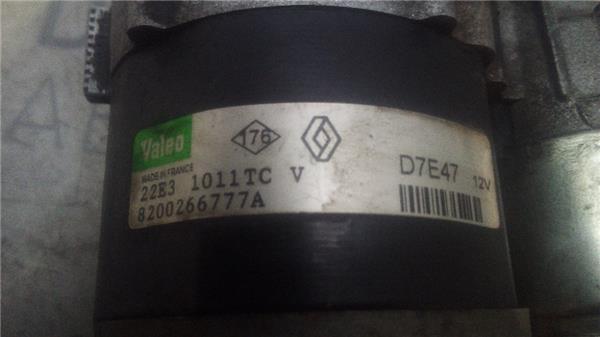 Valeo
176
MADE IN FRANCE
22E3 1011TC V
8200266777A
D7E47 12V